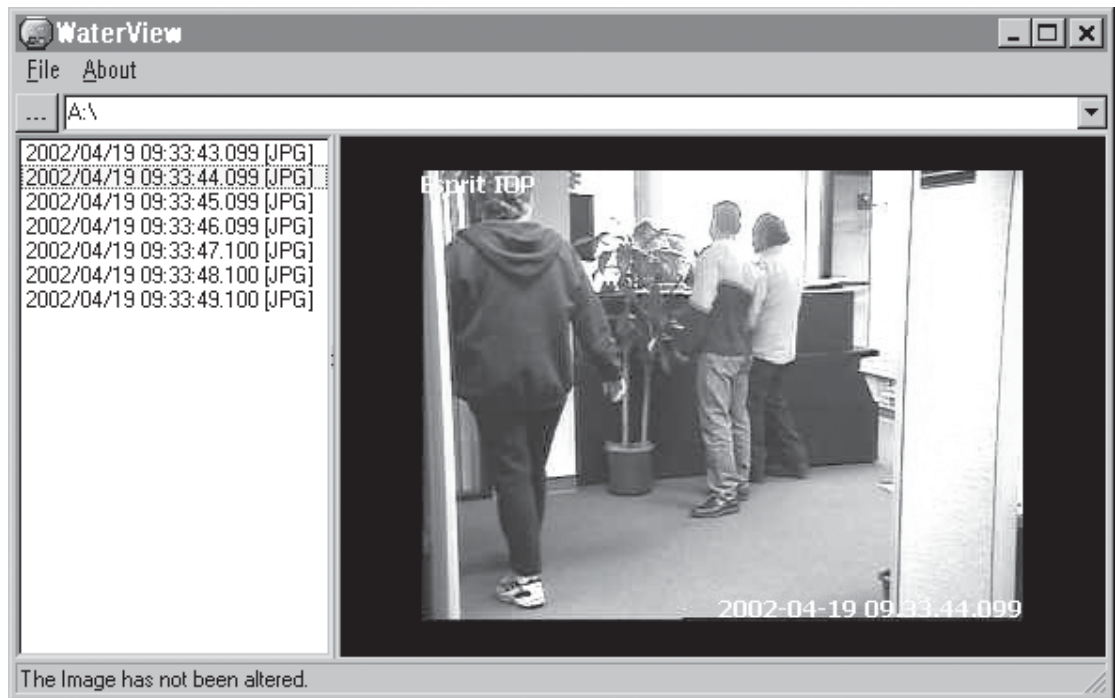 WaterView
File About
... A:\
2002/04/19 09:33:43.099 [JPG]
2002/04/19 09:33:44.099 [JPG]
2002/04/19 09:33:45.099 [JPG]
2002/04/19 09:33:46.099 [JPG]
2002/04/19 09:33:47.100 [JPG]
2002/04/19 09:33:48.100 [JPG]
2002/04/19 09:33:49.100 [JPG]
Esprit IOP
2002-04-19 09.33.44.099
The Image has not been altered.